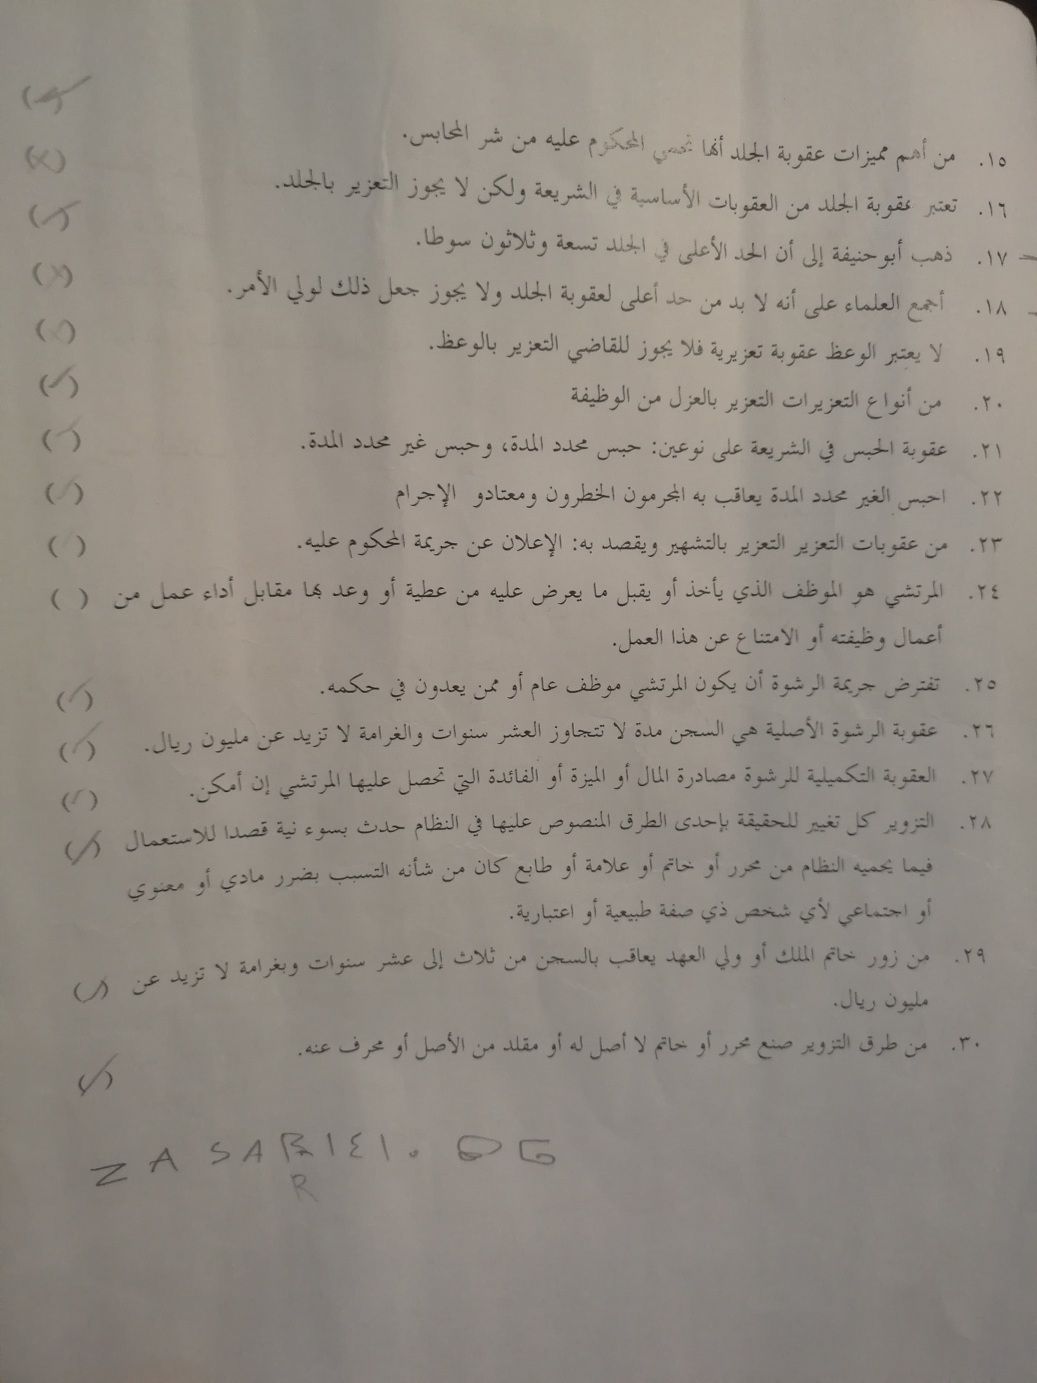 ١٥. من أهم مميزات عقوبة الجلد أنها تحمي المحكوم عليه من شر المحابس.
١٦. تعتبر عقوبة الجلد من العقوبات الأساسية في الشريعة ولكن لا يجوز التعزير بالجلد. (×)
١٧. ذهب أبوحنيفة إلى أن الحد الأعلى في الجلد تسعة وثلاثون سوطا. (✓)
١٨. أجمع العلماء على أنه لا بد من حد أعلى لعقوبة الجلد ولا يجوز جعل ذلك لولي الأمر. (×)
١٩. لا يعتبر الوعظ عقوبة تعزيرية فلا يجوز للقاضي التعزير بالوعظ. (×)
٢٠. من أنواع التعزيرات التعزير بالعزل من الوظيفة (✓)
٢١. عقوبة الحبس في الشريعة على نوعين: حبس محدد المدة، وحبس غير محدد المدة. (✓)
٢٢. احبس الغير محدد المدة يعاقب به المجرمون الخطرون ومعتادو الإجرام (✓)
٢٣. من عقوبات التعزير التعزير بالتشهير ويقصد به: الإعلان عن جريمة المحكوم عليه. (✓)
٢٤. المرتشي هو الموظف الذي يأخذ أو يقبل ما يعرض عليه من عطية أو وعد بها مقابل أداء عمل من ( )
أعمال وظيفته أو الامتناع عن هذا العمل.
٢٥. تفترض جريمة الرشوة أن يكون المرتشي موظف عام أو ممن يعدون في حكمه. (✓)
٢٦. عقوبة الرشوة الأصلية هي السجن مدة لا تتجاوز العشر سنوات والغرامة لا تزيد عن مليون ريال. (✓)
٢٧. العقوبة التكميلية للرشوة مصادرة المال أو الميزة أو الفائدة التي تحصل عليها المرتشي إن أمكن. (✓)
٢٨. التزوير كل تغيير للحقيقة بإحدى الطرق المنصوص عليها في النظام حدث بسوء نية قصدا للاستعمال (✓)
فيما يحميه النظام من محرر أو خاتم أو علامة أو طابع كان من شأنه التسبب بضرر مادي أو معنوي
أو اجتماعي لأي شخص ذي صفة طبيعية أو اعتبارية.
٢٩. من زور خاتم الملك أو ولي العهد يعاقب بالسجن من ثلاث إلى عشر سنوات وبغرامة لا تزيد عن (✓)
مليون ريال.
٣٠. من طرق التزوير صنع محرر أو خاتم لا أصل له أو مقلد من الأصل أو محرف عنه. (✓)
Z A S A R
R